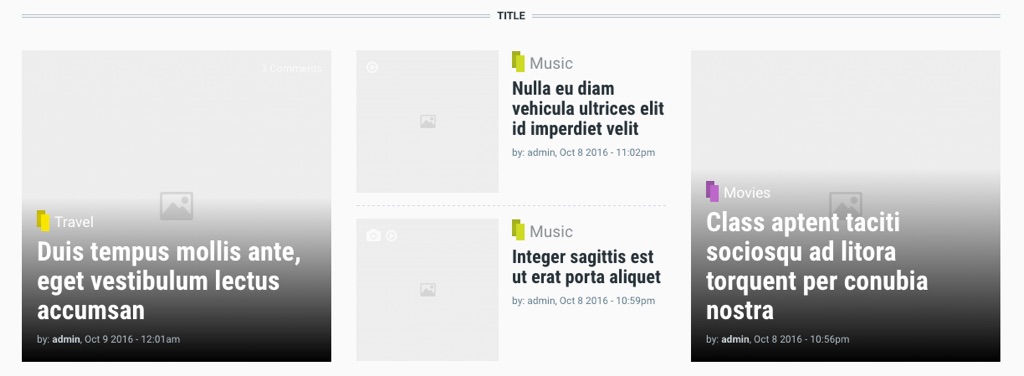 TITLE
3 Comments
Travel
Duis tempus mollis ante,
eget vestibulum lectus
accumsan
by: admin, Oct 9 2016 - 12:01am
Music
Nulla eu diam
vehicula ultrices elit
id imperdiet velit
by: admin, Oct 8 2016 - 11:02pm
Music
Integer sagittis est
ut erat porta aliquet
by: admin, Oct 8 2016 - 10:59pm
Movies
Class aptent taciti
sociosqu ad litora
torquent per conubia
nostra
by: admin, Oct 8 2016 - 10:56pm